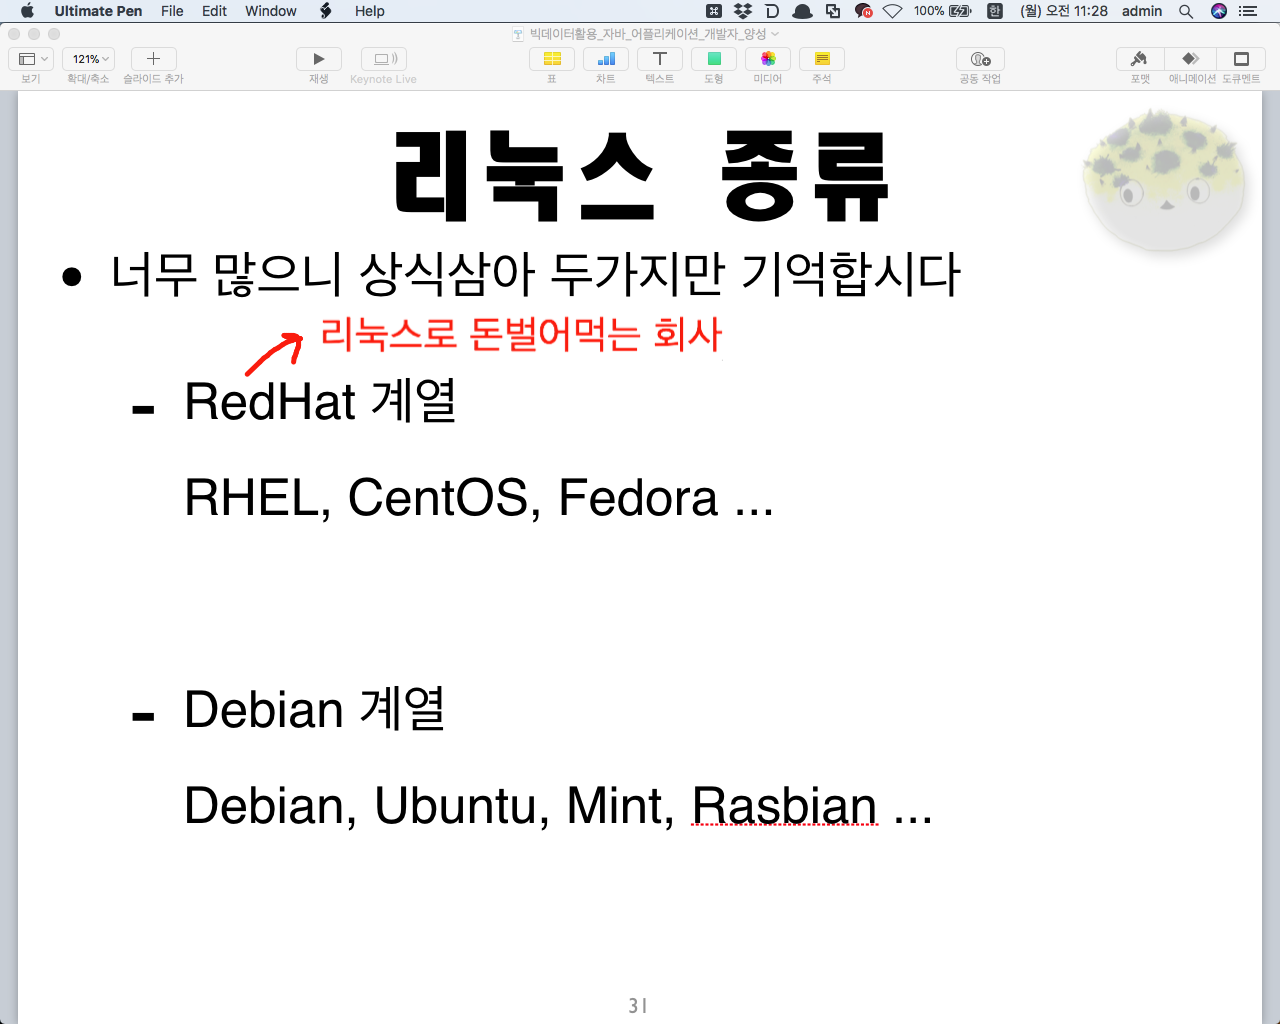 Ultimate Pen File Edit Window Help 100% 한 (월) 오전 11:28 admin
빅데이터활용_자바_어플리케이션_개발자_양성
121%
보기 확대/축소 슬라이드 추가 재생 Keynote Live 표 차트 텍스트 도형 미디어 주석 공동 작업 포맷 애니메이션 도큐멘트
리눅스 종류
• 너무 많으니 상식삼아 두가지만 기억합시다
리눅스로 돈벌어먹는 회사
- RedHat 계열
RHEL, CentOS, Fedora ...
- Debian 계열
Debian, Ubuntu, Mint, Rasbian ...
31